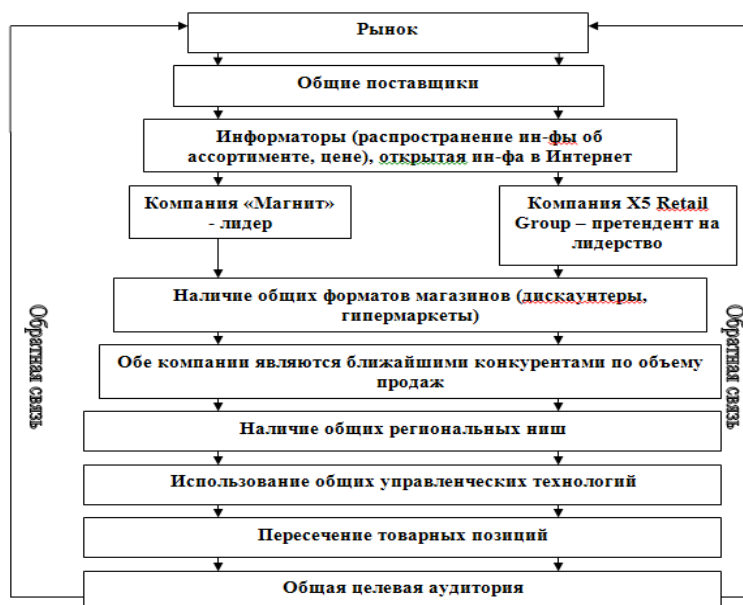 Рынок
Общие поставщики
Информаторы (распространение ин-фы об
ассортименте, цене), открытая ин-фа в Интернет
Компания «Магнит»
- лидер
Компания X5 Retail
Group – претендент на
лидерство
Наличие общих форматов магазинов (дискаунтеры,
гипермаркеты)
Обе компании являются ближайшими конкурентами по объему
продаж
Наличие общих региональных ниш
Использование общих управленческих технологий
Пересечение товарных позиций
Общая целевая аудитория
Обратная связь
Обратная связь